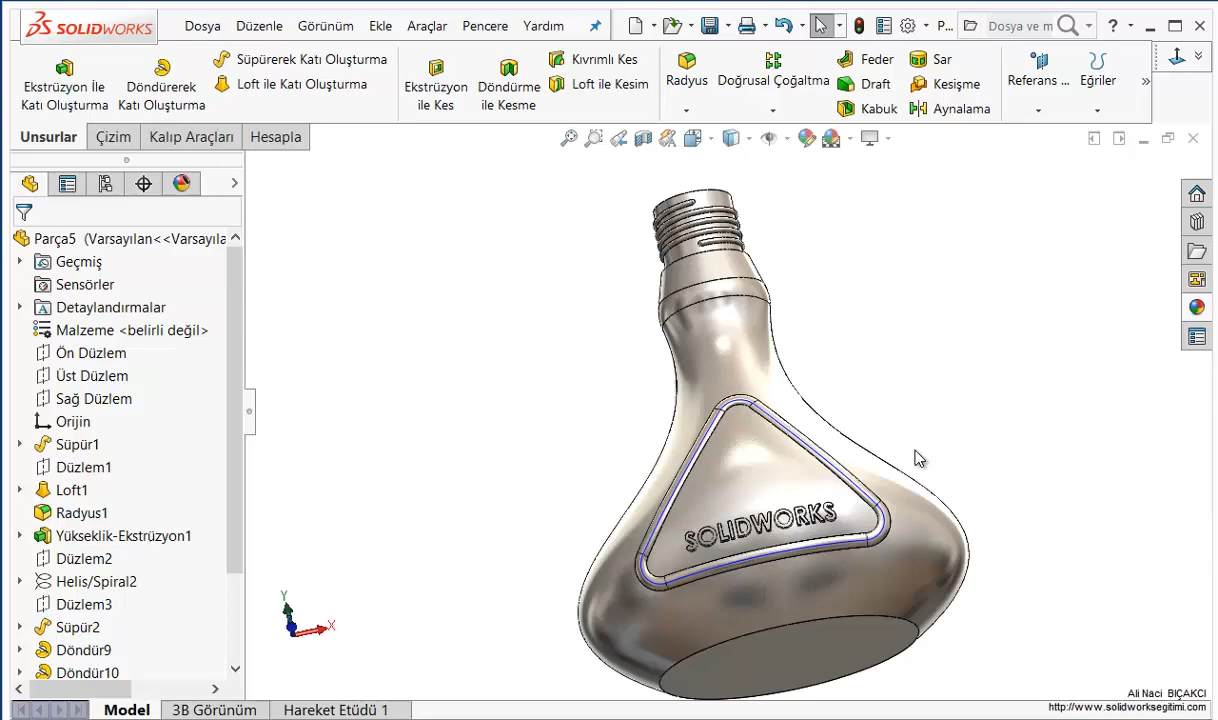 SOLIDWORKS
Dosya Düzenle Görünüm Ekle Araçlar Pencere Yardım
P...
Dosya ve m
?
Ekstrüzyon İle Katı Oluşturma
Döndürerek Katı Oluşturma
Süpürerek Katı Oluşturma
Loft ile Katı Oluşturma
Ekstrüzyon ile Kes
Döndürme ile Kesme
Kıvrımlı Kes
Loft ile Kesim
Radyus
Doğrusal Çoğaltma
Feder
Draft
Kabuk
Sar
Kesişme
Aynalama
Referans ...
Eğriler
Unsurlar Çizim Kalıp Araçları Hesapla
Parça5 (Varsayılan<<Varsayıla
Geçmiş
Sensörler
Detaylandırmalar
Malzeme <belirli değil>
Ön Düzlem
Üst Düzlem
Sağ Düzlem
Orijin
Süpür1
Düzlem1
Loft1
Radyus1
Yükseklik-Ekstrüzyon1
Düzlem2
Helis/Spiral2
Düzlem3
Süpür2
Döndür9
Döndür10
SOLIDWORKS
Y
X
Ali Naci BIÇAKCI
http://www.solidworksegitimi.com
Model 3B Görünüm Hareket Etüdü 1